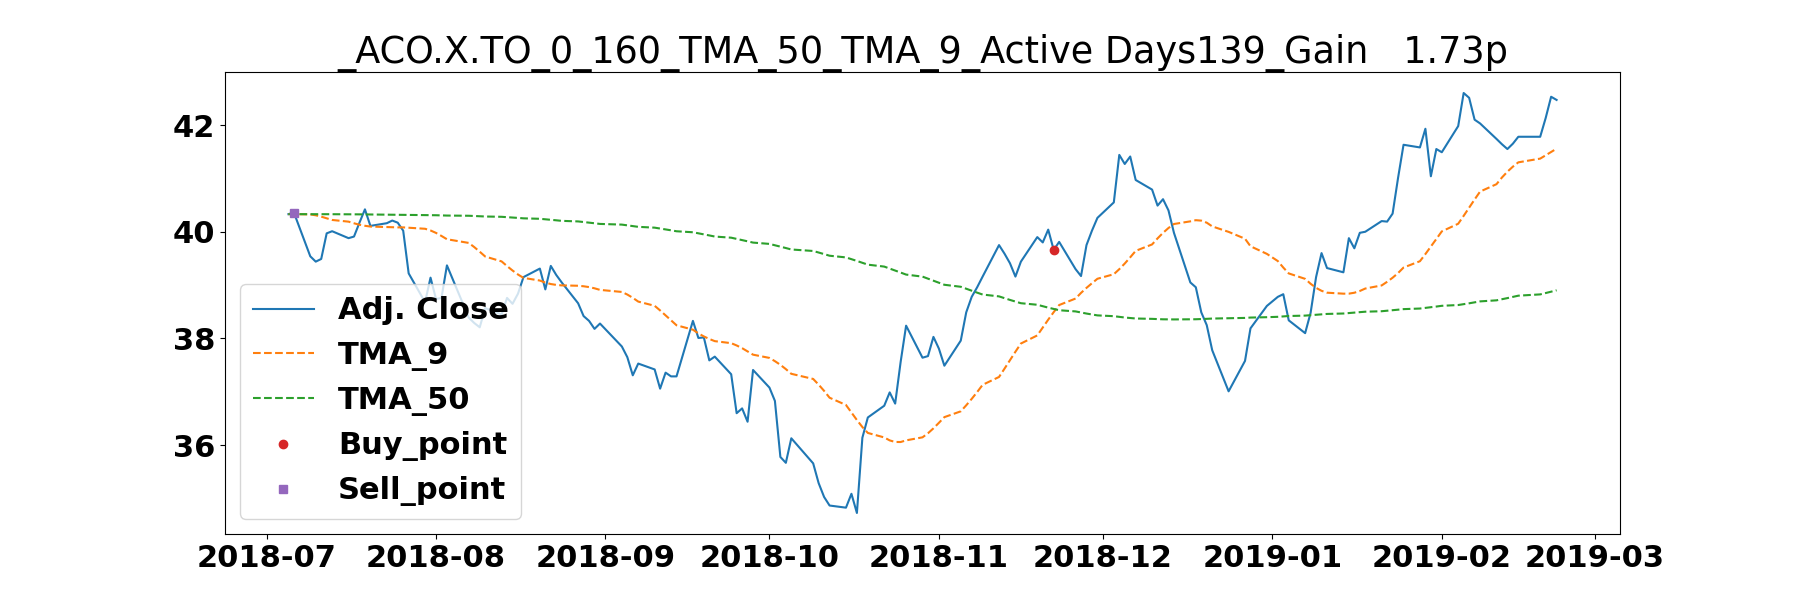 _ACO.X.TO_0_160_TMA_50_TMA_9_Active Days139_Gain   1.73p
42
40
38
36
Adj. Close
TMA_9
TMA_50
Buy_point
Sell_point
2018-07 2018-08 2018-09 2018-10 2018-11 2018-12 2019-01 2019-02 2019-03